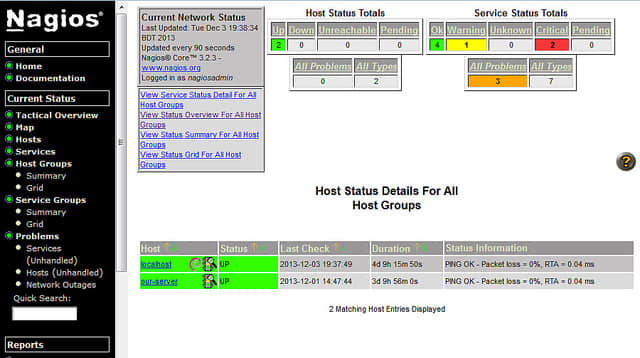 Nagios
General
Home
Documentation
Current Status
Tactical Overview
Map
Hosts
Services
Host Groups
Summary
Grid
Service Groups
Summary
Grid
Problems
Services
(Unhandled)
Hosts (Unhandled)
Network Outages
Quick Search:
Reports
Current Network Status
Last Updated: Tue Dec 3 19:38:34
BDT 2013
Updated every 90 seconds
Nagios® Core™ 3.2.3 -
www.nagios.org
Logged in as nagiosadmin
View Service Status Detail For All
Host Groups
View Status Overview For All Host
Groups
View Status Summary For All Host
Groups
View Status Grid For All Host
Groups
Host Status Totals
Up Down Unreachable Pending
2 0 0 0
All Problems All Types
0 2
Service Status Totals
Ok Warning Unknown Critical Pending
4 1 0 2 0
All Problems All Types
3 7
?
Host Status Details For All
Host Groups
Host Status Last Check Duration Status Information
localhost UP 2013-12-03 19:37:49 4d 9h 15m 50s PING OK - Packet loss = 0%, RTA = 0.04 ms
pur-server UP 2013-12-01 14:47:44 3d 9h 56m 0s PING OK - Packet loss = 0%, RTA = 0.04 ms
2 Matching Host Entries Displayed